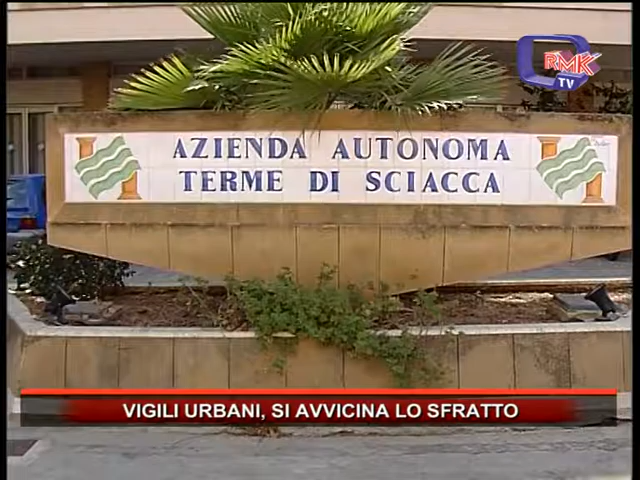 RMK
TV
AZIENDA AUTONOMA
TERME DI SCIACCA
VIGILI URBANI, SI AVVICINA LO SFRATTO